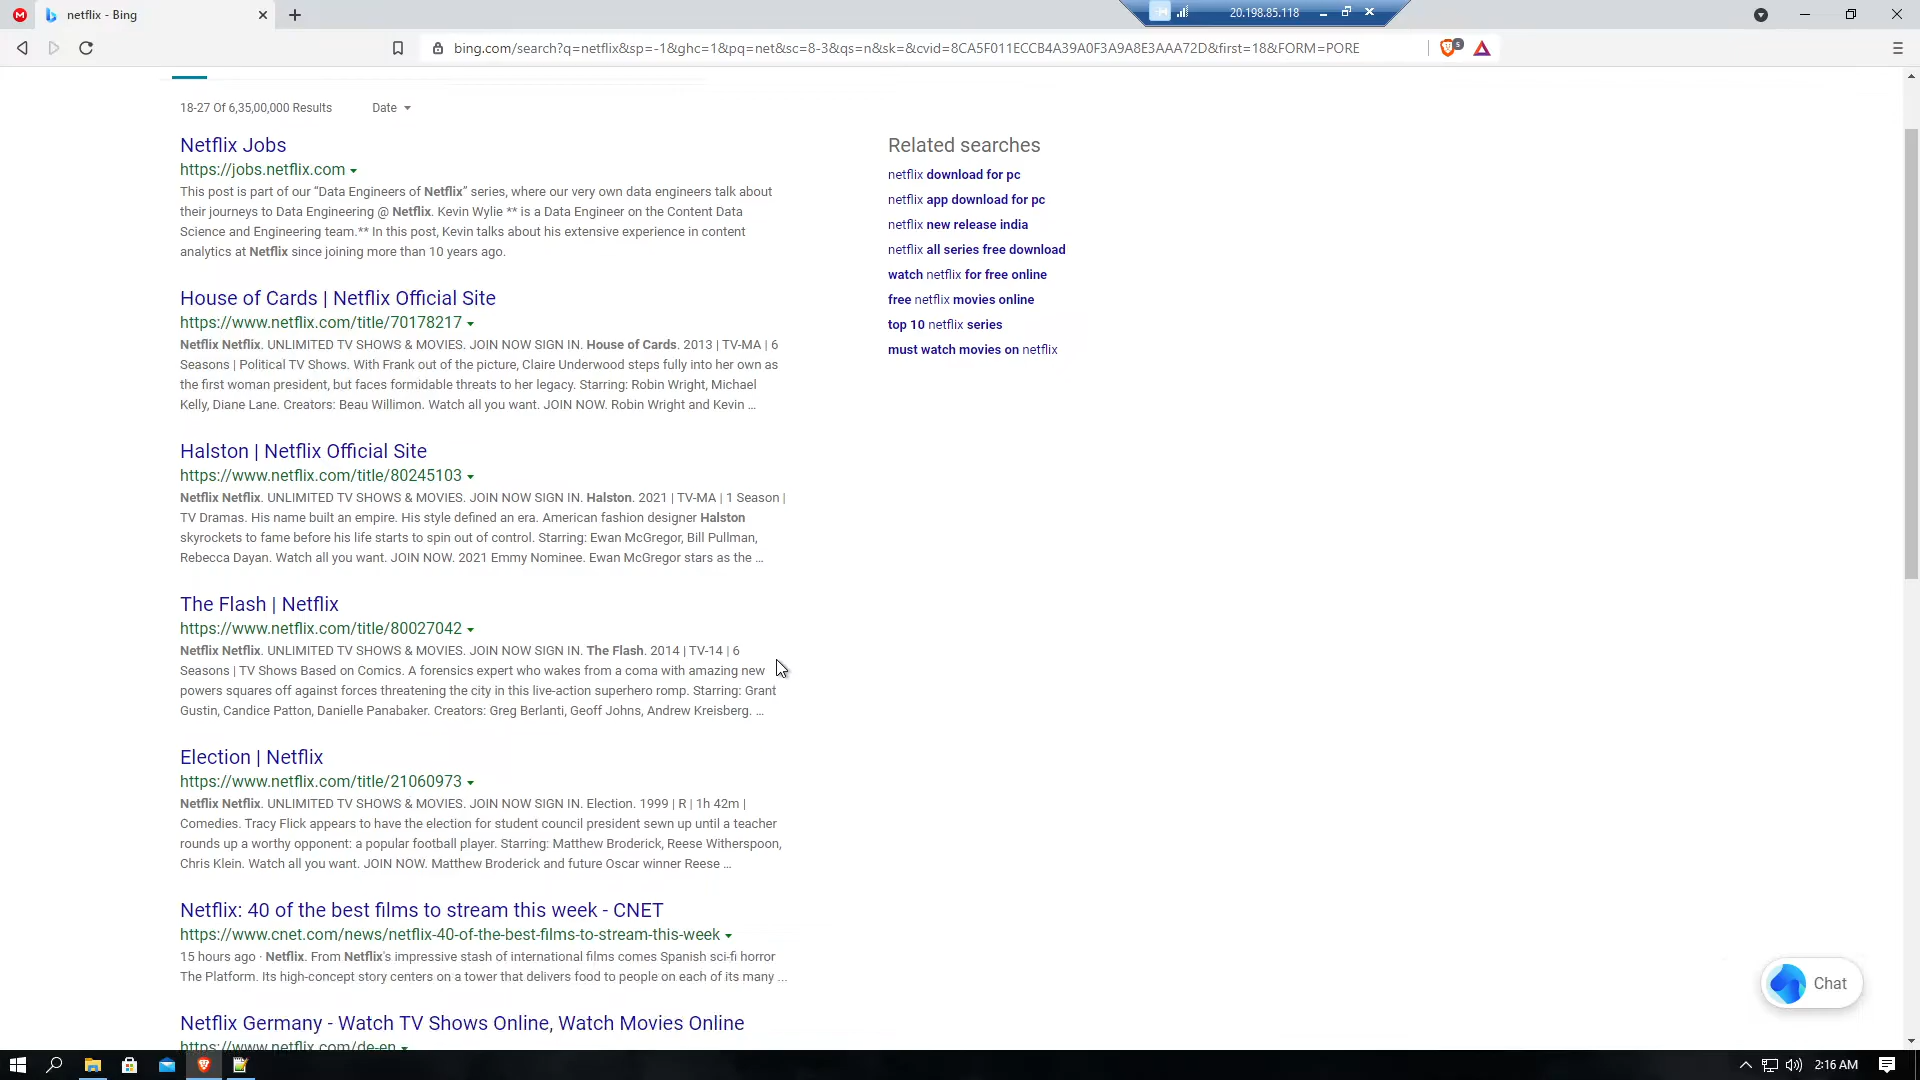 netflix - Bing
20.198.85.118
bing.com/search?q=netflix&sp=-1&ghc=1&pq=net&sc=8-3&qs=n&sk=&cvid=8CA5F011ECCB4A39A0F3A9A8E3AAA72D&first=18&FORM=PORE
5
18-27 Of 6,35,00,000 Results
Date
Netflix Jobs
https://jobs.netflix.com
This post is part of our “Data Engineers of Netflix” series, where our very own data engineers talk about
their journeys to Data Engineering @ Netflix. Kevin Wylie ** is a Data Engineer on the Content Data
Science and Engineering team.** In this post, Kevin talks about his extensive experience in content
analytics at Netflix since joining more than 10 years ago.
House of Cards | Netflix Official Site
https://www.netflix.com/title/70178217
Netflix Netflix. UNLIMITED TV SHOWS & MOVIES. JOIN NOW SIGN IN. House of Cards. 2013 | TV-MA | 6
Seasons | Political TV Shows. With Frank out of the picture, Claire Underwood steps fully into her own as
the first woman president, but faces formidable threats to her legacy. Starring: Robin Wright, Michael
Kelly, Diane Lane. Creators: Beau Willimon. Watch all you want. JOIN NOW. Robin Wright and Kevin ...
Halston | Netflix Official Site
https://www.netflix.com/title/80245103
Netflix Netflix. UNLIMITED TV SHOWS & MOVIES. JOIN NOW SIGN IN. Halston. 2021 | TV-MA | 1 Season |
TV Dramas. His name built an empire. His style defined an era. American fashion designer Halston
skyrockets to fame before his life starts to spin out of control. Starring: Ewan McGregor, Bill Pullman,
Rebecca Dayan. Watch all you want. JOIN NOW. 2021 Emmy Nominee. Ewan McGregor stars as the ...
The Flash | Netflix
https://www.netflix.com/title/80027042
Netflix Netflix. UNLIMITED TV SHOWS & MOVIES. JOIN NOW SIGN IN. The Flash. 2014 | TV-14 | 6
Seasons | TV Shows Based on Comics. A forensics expert who wakes from a coma with amazing new
powers squares off against forces threatening the city in this live-action superhero romp. Starring: Grant
Gustin, Candice Patton, Danielle Panabaker. Creators: Greg Berlanti, Geoff Johns, Andrew Kreisberg. ...
Election | Netflix
https://www.netflix.com/title/21060973
Netflix Netflix. UNLIMITED TV SHOWS & MOVIES. JOIN NOW SIGN IN. Election. 1999 | R | 1h 42m |
Comedies. Tracy Flick appears to have the election for student council president sewn up until a teacher
rounds up a worthy opponent: a popular football player. Starring: Matthew Broderick, Reese Witherspoon,
Chris Klein. Watch all you want. JOIN NOW. Matthew Broderick and future Oscar winner Reese ...
Netflix: 40 of the best films to stream this week - CNET
https://www.cnet.com/news/netflix-40-of-the-best-films-to-stream-this-week
15 hours ago · Netflix. From Netflix's impressive stash of international films comes Spanish sci-fi horror
The Platform. Its high-concept story centers on a tower that delivers food to people on each of its many ...
Netflix Germany - Watch TV Shows Online, Watch Movies Online
https://www.netflix.com/de-en
Related searches
netflix download for pc
netflix app download for pc
netflix new release india
netflix all series free download
watch netflix for free online
free netflix movies online
top 10 netflix series
must watch movies on netflix
Chat
2:16 AM